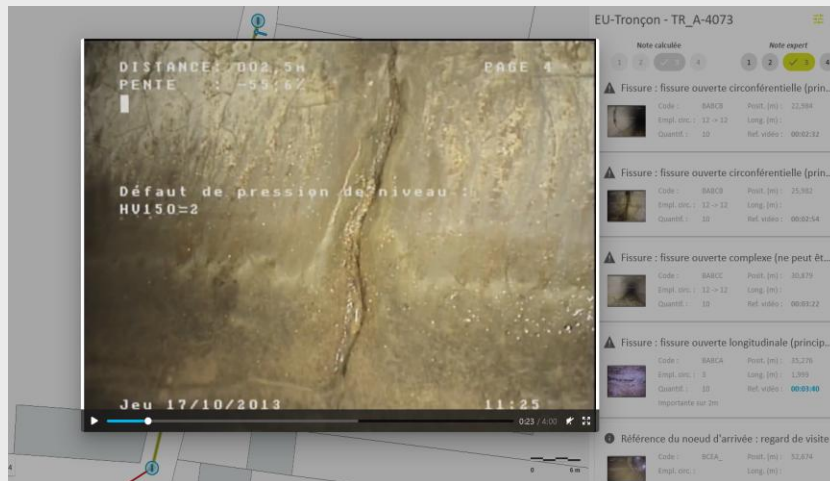 EU-Tronçon - TR_A-4073
Note calculée
Note expert
1 2 3 4
1 2 3 4
DISTANCE: 002,5m PAGE 4
PENTE : -55,6%
Défaut de pression de niveau :
HV150=2
Jeu 17/10/2013 11:25
0:23 / 4:00
0 6 m
4
Fissure : fissure ouverte circonférentielle (prin...
Code : BABCB Posit. (m) : 22,984
Empl. circ. : 12 -> 12 Long. (m) :
Quantif. : 10 Ref. vidéo : 00:02:32
Fissure : fissure ouverte circonférentielle (prin...
Code : BABCB Posit. (m) : 25,982
Empl. circ. : 12 -> 12 Long. (m) :
Quantif. : 10 Ref. vidéo : 00:02:54
Fissure : fissure ouverte complexe (ne peut êt...
Code : BABCC Posit. (m) : 30,879
Empl. circ. : 12 -> 12 Long. (m) :
Quantif. : 10 Ref. vidéo : 00:03:22
Fissure : fissure ouverte longitudinale (princip...
Code : BABCA Posit. (m) : 35,276
Empl. circ. : 3 Long. (m) : 1,999
Quantif. : 10 Ref. vidéo : 00:03:40
Importante sur 2m
Référence du noeud d'arrivée : regard de visite
Code : BCEA_ Posit. (m) : 52,674
Empl. circ. : Long. (m) :